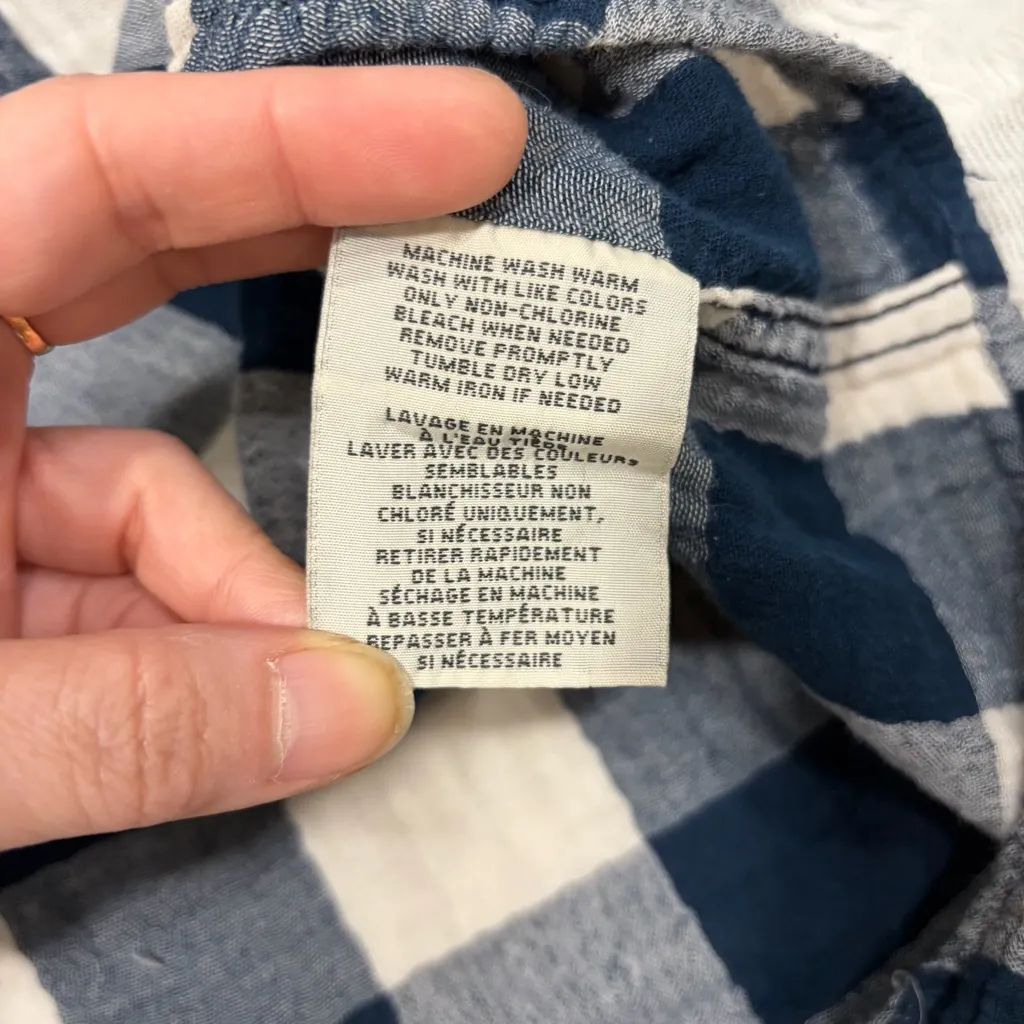 MACHINE WASH WARM
WASH WITH LIKE COLORS
ONLY NON-CHLORINE
BLEACH WHEN NEEDED
REMOVE PROMPTLY
TUMBLE DRY LOW
WARM IRON IF NEEDED
LAVAGE EN MACHINE
À L'EAU TIÈDE
LAVER AVEC DES COULEURS
SEMBLABLES
BLANCHISSEUR NON
CHLORÉ UNIQUEMENT,
SI NÉCESSAIRE
RETIRER RAPIDEMENT
DE LA MACHINE
SÉCHAGE EN MACHINE
À BASSE TEMPÉRATURE
REPASSER À FER MOYEN
SI NÉCESSAIRE